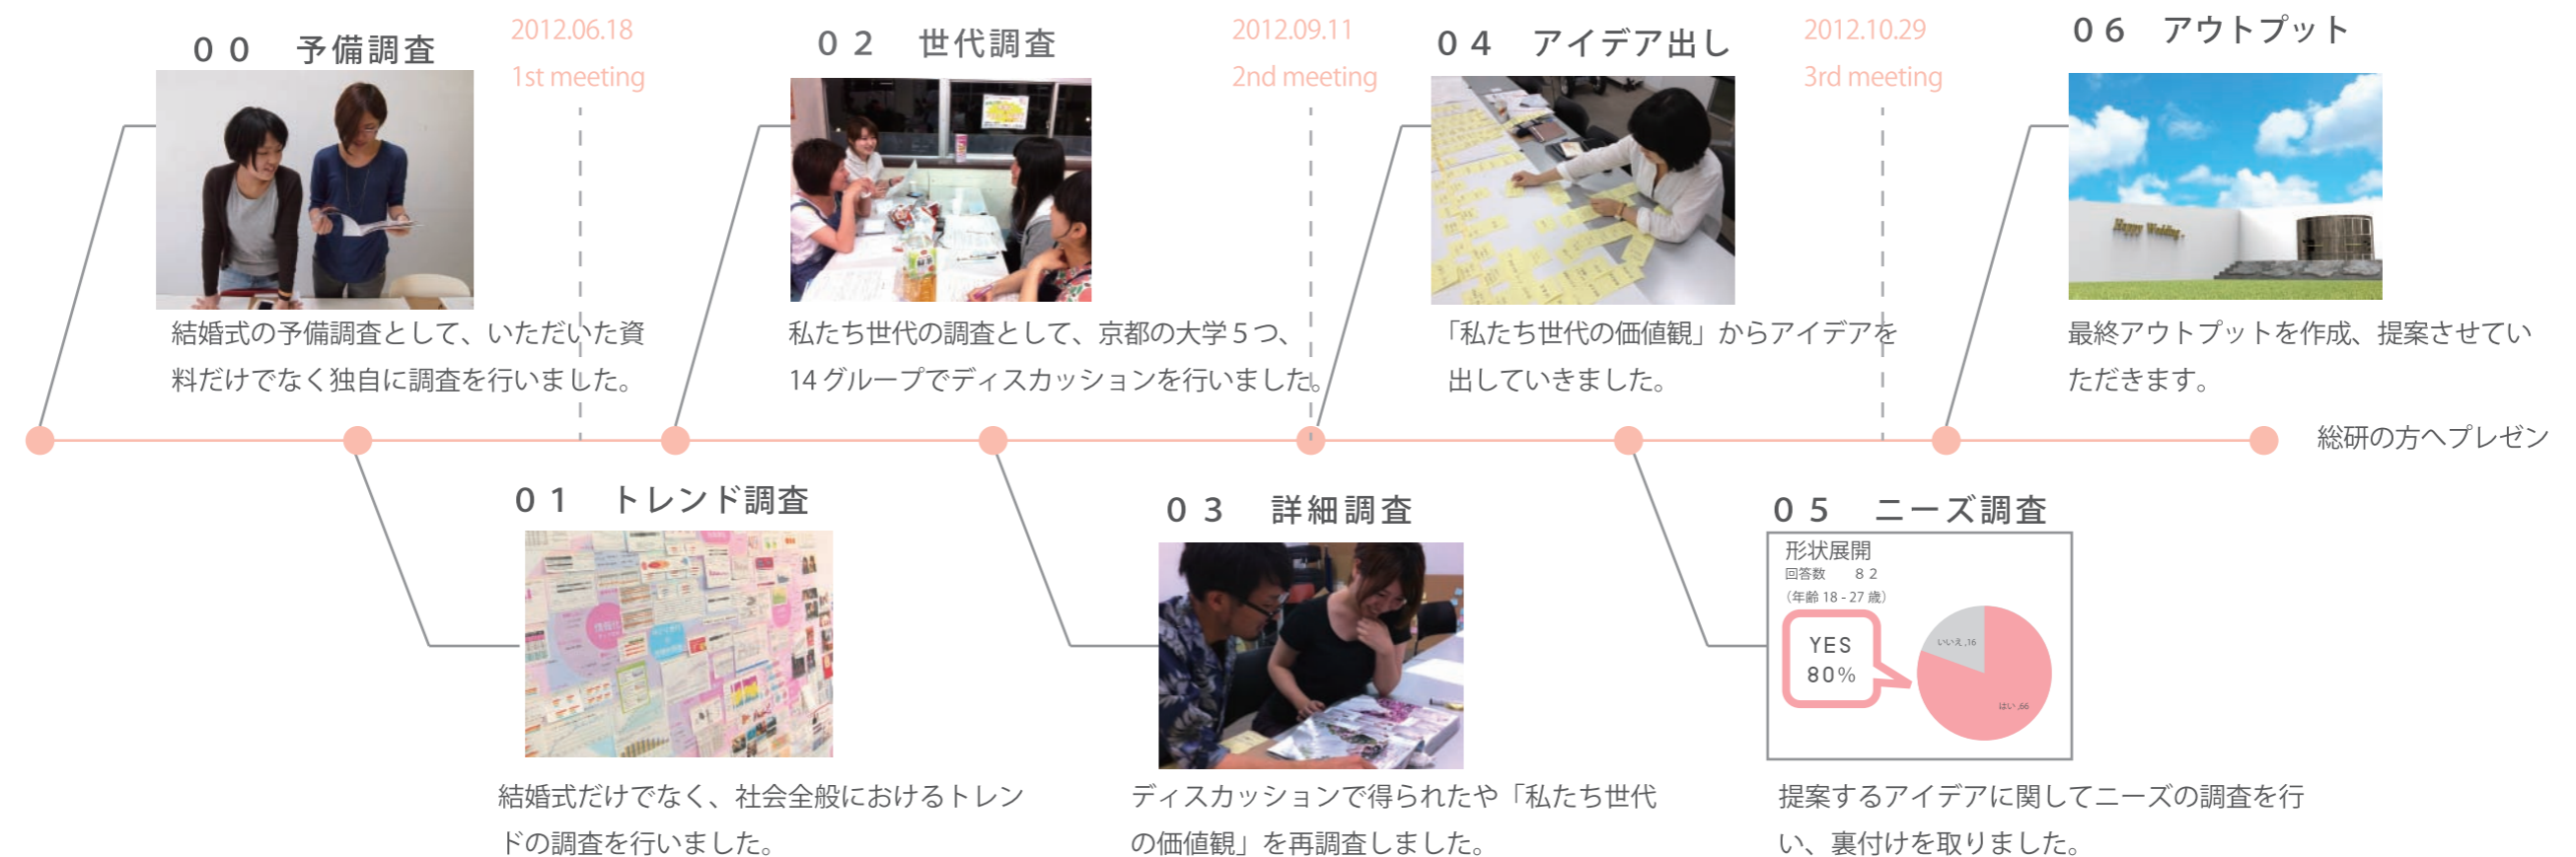 ００　予備調査
2012.06.18
1st meeting
結婚式の予備調査として、いただいた資
料だけでなく独自に調査を行いました。
０２　世代調査
私たち世代の調査として、京都の大学５つ、
14 グループでディスカッションを行いました。
2012.09.11
2nd meeting
０４　アイデア出し
「私たち世代の価値観」からアイデアを
出していきました。
2012.10.29
3rd meeting
０６　アウトプット
Happy Wedding.
最終アウトプットを作成、提案させてい
ただきます。
総研の方へプレゼン
０１　トレンド調査
結婚式だけでなく、社会全般におけるトレン
ドの調査を行いました。
０３　詳細調査
ディスカッションで得られたや「私たち世代
の価値観」を再調査しました。
０５　ニーズ調査
形状展開
回答数　８２
（年齢 18 - 27 歳）
YES
80%
いいえ ,16
はい ,66
提案するアイデアに関してニーズの調査を行
い、裏付けを取りました。